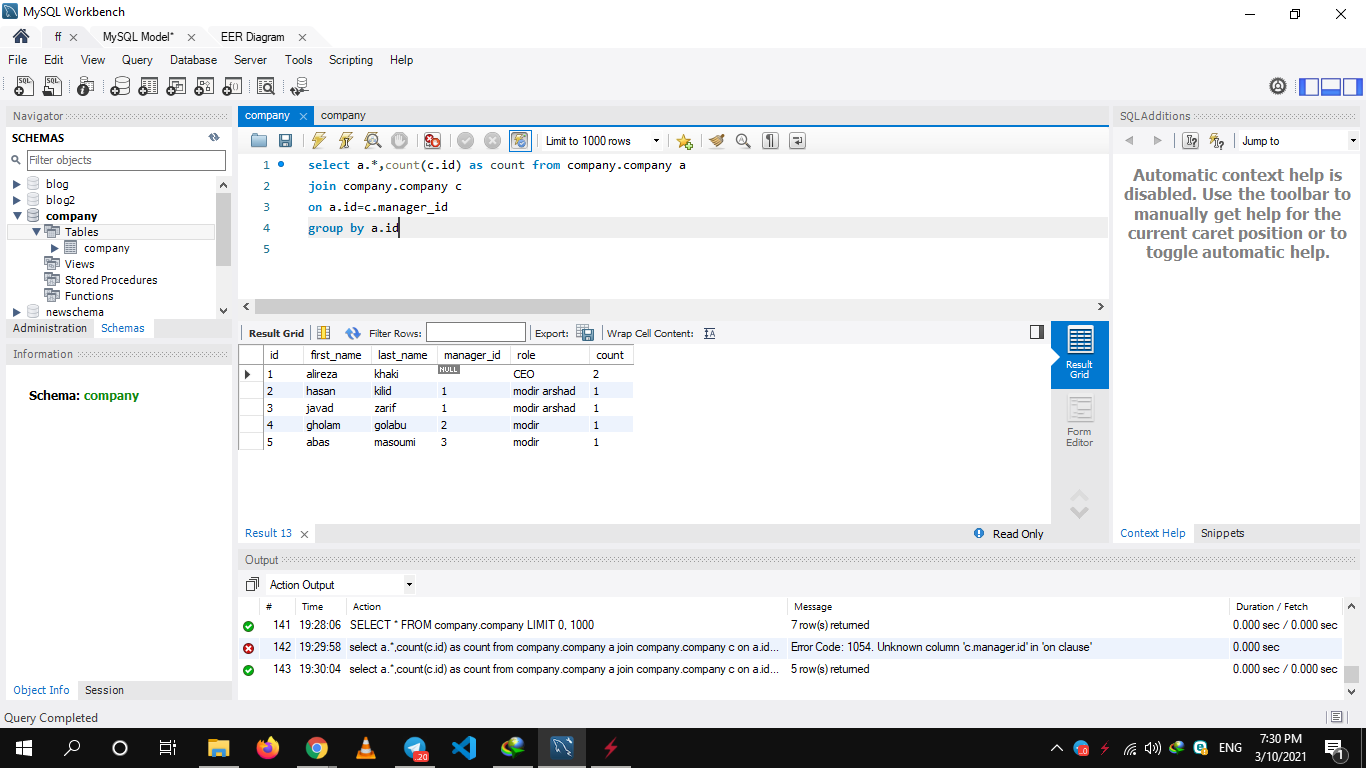 MySQL Workbench
ff MySQL Model* EER Diagram
File Edit View Query Database Server Tools Scripting Help
Navigator
SCHEMAS
Filter objects
blog
blog2
company
Tables
company
Views
Stored Procedures
Functions
newschema
Administration Schemas
Information
Schema: company
Object Info Session
company company
Limit to 1000 rows
1 select a.*,count(c.id) as count from company.company a
2 join company.company c
3 on a.id=c.manager_id
4 group by a.id
5
Result Grid Filter Rows: Export: Wrap Cell Content:
id first_name last_name manager_id role count
1 alireza khaki NULL CEO 2
2 hasan kilid 1 modir arshad 1
3 javad zarif 1 modir arshad 1
4 gholam golabu 2 modir 1
5 abas masoumi 3 modir 1
Result Grid
Form Editor
Result 13 Read Only
SQLAdditions
Jump to
Automatic context help is
disabled. Use the toolbar to
manually get help for the
current caret position or to
toggle automatic help.
Context Help Snippets
Output
Action Output
# Time Action Message Duration / Fetch
141 19:28:06 SELECT * FROM company.company LIMIT 0, 1000 7 row(s) returned 0.000 sec / 0.000 sec
142 19:29:58 select a.*,count(c.id) as count from company.company a join company.company c on a.id... Error Code: 1054. Unknown column 'c.manager.id' in 'on clause' 0.000 sec
143 19:30:04 select a.*,count(c.id) as count from company.company a join company.company c on a.id... 5 row(s) returned 0.000 sec / 0.000 sec
Query Completed
ENG
7:30 PM
3/10/2021